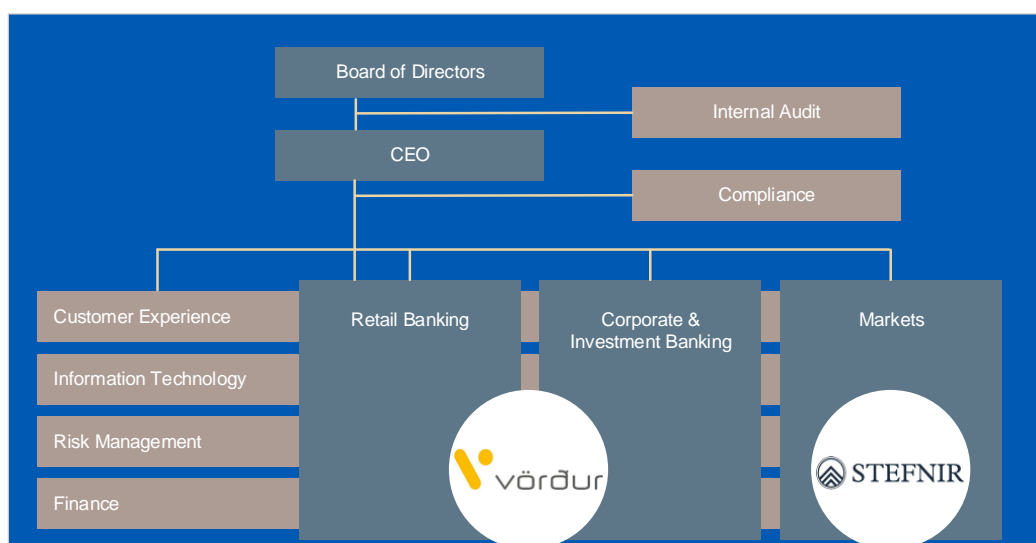 Board of Directors
Internal Audit
CEO
Compliance
Customer Experience
Retail Banking
Corporate &
Investment Banking
Markets
Information Technology
Risk Management
vörður
STEFNIR
Finance